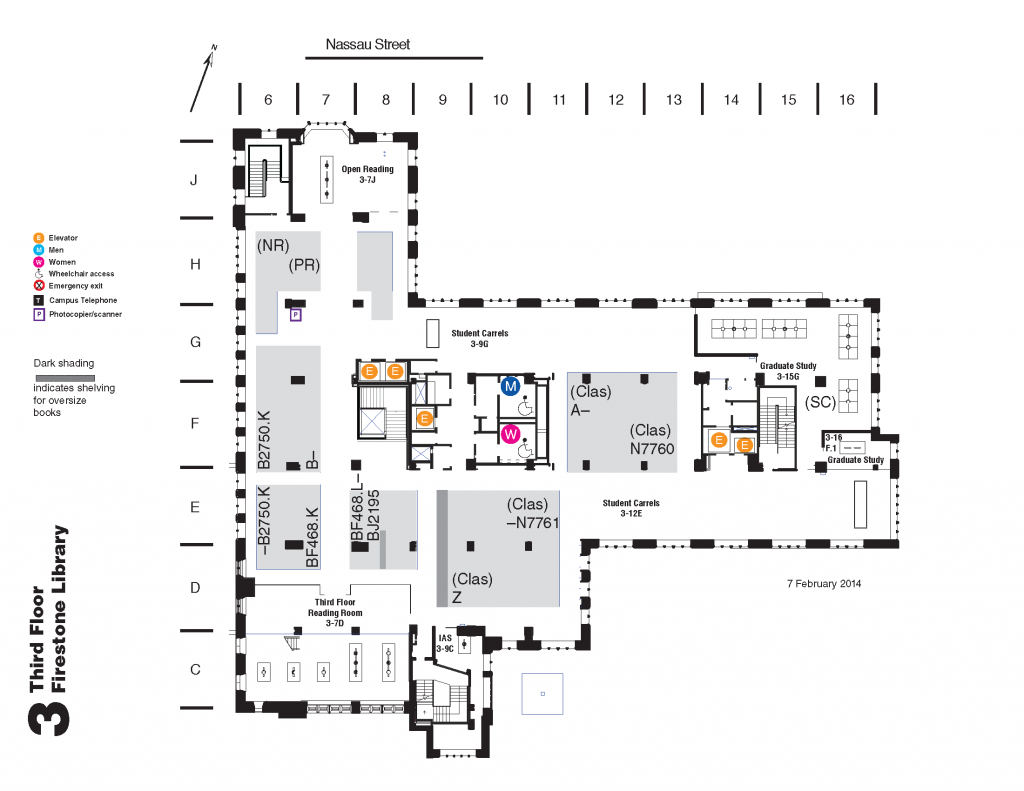 Nassau Street
N
6 7 8 9 10 11 12 13 14 15 16
J
H
G
F
E
D
C
E Elevator
M Men
W Women
Wheelchair access
Emergency exit
T Campus Telephone
P Photocopier/scanner
Dark shading
indicates shelving
for oversize
books
Open Reading
3-7J
(NR)
(PR)
P
Student Carrels
3-9G
Graduate Study
3-15G
(SC)
E E
E
M
W
(Clas)
A–
(Clas)
N7760
E E
3-16
F.1
Graduate Study
B2750.K
B–
–B2750.K
BF468.K
BF468.L–
BJ2195
(Clas)
–N7761
(Clas)
Z
Student Carrels
3-12E
Third Floor
Reading Room
3-7D
IAS
3-9C
7 February 2014
3
Third Floor
Firestone Library